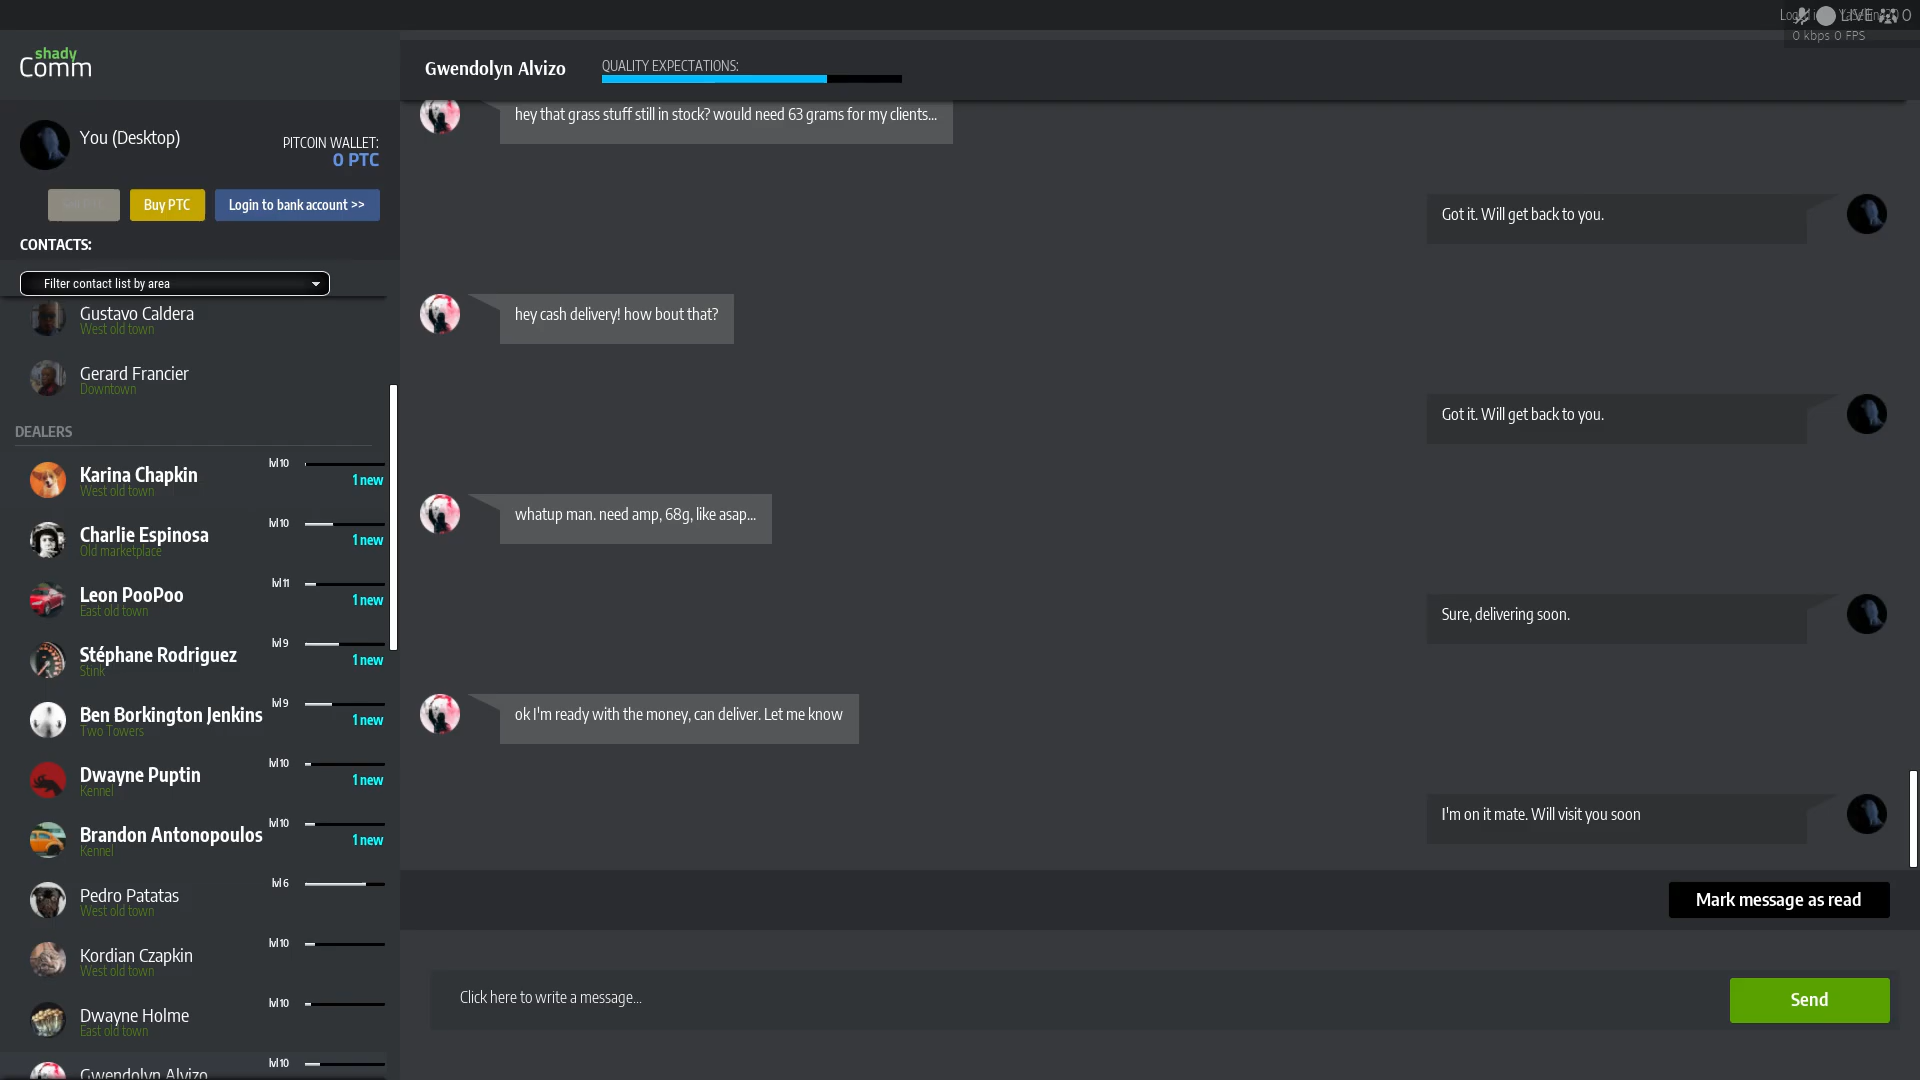 LIVE 0
0 kbps 0 FPS
shady
Comm
Gwendolyn Alvizo
QUALITY EXPECTATIONS:
You (Desktop)
PITCOIN WALLET:
0 PTC
Buy PTC
Login to bank account >>
CONTACTS:
Filter contact list by area
Gustavo Caldera
West old town
Gerard Francier
Downtown
DEALERS
Karina Chapkin
West old town
lvl 10
1 new
Charlie Espinosa
Old marketplace
lvl 10
1 new
Leon PooPoo
East old town
lvl 11
1 new
Stéphane Rodriguez
Stink
lvl 9
1 new
Ben Borkington Jenkins
Two Towers
lvl 9
1 new
Dwayne Puptin
Kennel
lvl 10
1 new
Brandon Antonopoulos
Kennel
lvl 10
1 new
Pedro Patatas
West old town
lvl 6
Kordian Czapkin
West old town
lvl 10
Dwayne Holme
East old town
lvl 10
Gwendolyn Alvizo
lvl 10
hey that grass stuff still in stock? would need 63 grams for my clients...
Got it. Will get back to you.
hey cash delivery! how bout that?
Got it. Will get back to you.
whatup man. need amp, 68g, like asap...
Sure, delivering soon.
ok I'm ready with the money, can deliver. Let me know
I'm on it mate. Will visit you soon
Mark message as read
Click here to write a message...
Send